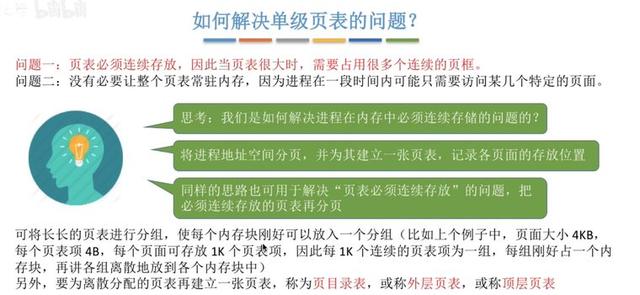 bilibili
如何解决单级页表的问题？
问题一：页表必须连续存放，因此当页表很大时，需要占用很多个连续的页框。
问题二：没有必要让整个页表常驻内存，因为进程在一段时间内可能只需要访问某几个特定的页面。
思考：我们是如何解决进程在内存中必须连续存储的问题的？
将进程地址空间分页，并为其建立一张页表，记录各页面的存放位置
同样的思路也可用于解决“页表必须连续存放”的问题，把
必须连续存放的页表再分页
可将长长的页表进行分组，使每个内存块刚好可以放入一个分组（比如上个例子中，页面大小 4KB，
每个页表项 4B，每个页面可存放 1K 个页表项，因此每 1K 个连续的页表项为一组，每组刚好占一个内
存块，再讲各组离散地放到各个内存块中）
另外，要为离散分配的页表再建立一张页表，称为页目录表，或称外层页表，或称顶层页表